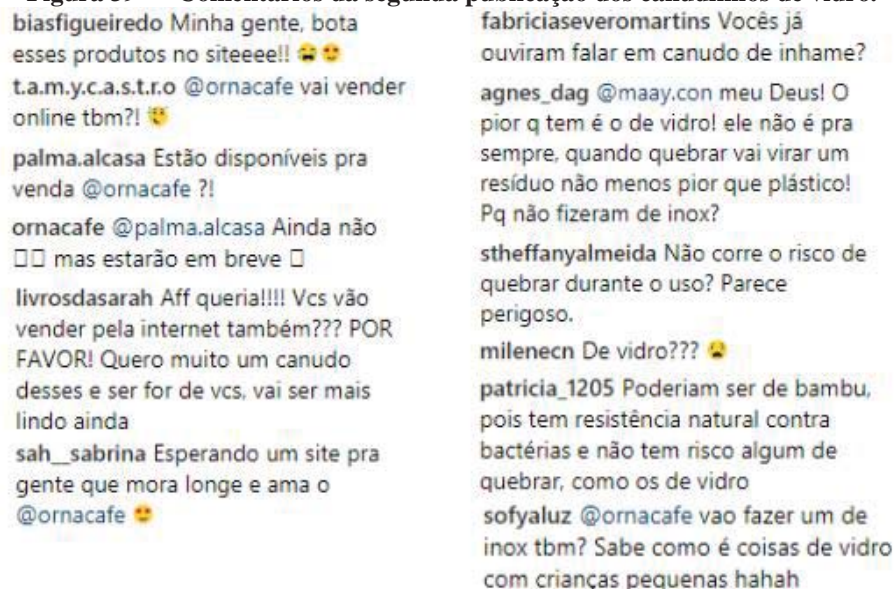 biasfigueiredo Minha gente, bota
esses produtos no siteeee!! 😭😍
t.a.m.y.c.a.s.t.r.o @ornacafe vai vender
online tbm?!
palma.alcasa Estão disponíveis pra
venda @ornacafe ?!
ornacafe @palma.alcasa Ainda não
□□ mas estarão em breve □
livrosdasarah Aff queria!!!! Vcs vão
vender pela internet também??? POR
FAVOR! Quero muito um canudo
desses e ser for de vcs, vai ser mais
lindo ainda
sah__sabrina Esperando um site pra
gente que mora longe e ama o
@ornacafe 😍
fabriciaseveromartins Vocês já
ouviram falar em canudo de inhame?
agnes_dag @maay.con meu Deus! O
pior q tem é o de vidro! ele não é pra
sempre, quando quebrar vai virar um
resíduo não menos pior que plástico!
Pq não fizeram de inox?
stheffanyalmeida Não corre o risco de
quebrar durante o uso? Parece
perigoso.
milenecn De vidro???
patricia_1205 Poderiam ser de bambu,
pois tem resistência natural contra
bactérias e não tem risco algum de
quebrar, como os de vidro
sofyaluz @ornacafe vao fazer um de
inox tbm? Sabe como é coisas de vidro
com crianças pequenas hahah